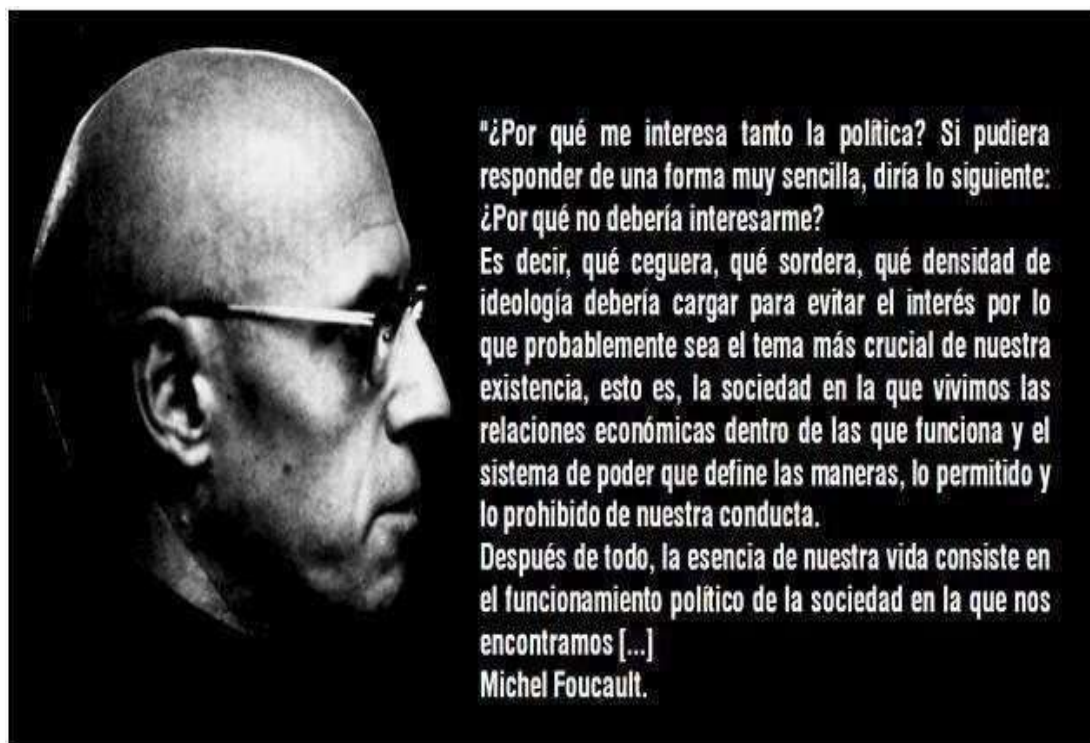 "¿Por qué me interesa tanto la política? Si pudiera
responder de una forma muy sencilla, diría lo siguiente:
¿Por qué no debería interesarme?
Es decir, qué ceguera, qué sordera, qué densidad de
ideología debería cargar para evitar el interés por lo
que probablemente sea el tema más crucial de nuestra
existencia, esto es, la sociedad en la que vivimos las
relaciones económicas dentro de las que funciona y el
sistema de poder que define las maneras, lo permitido y
lo prohibido de nuestra conducta.
Después de todo, la esencia de nuestra vida consiste en
el funcionamiento político de la sociedad en la que nos
encontramos [...]
Michel Foucault.